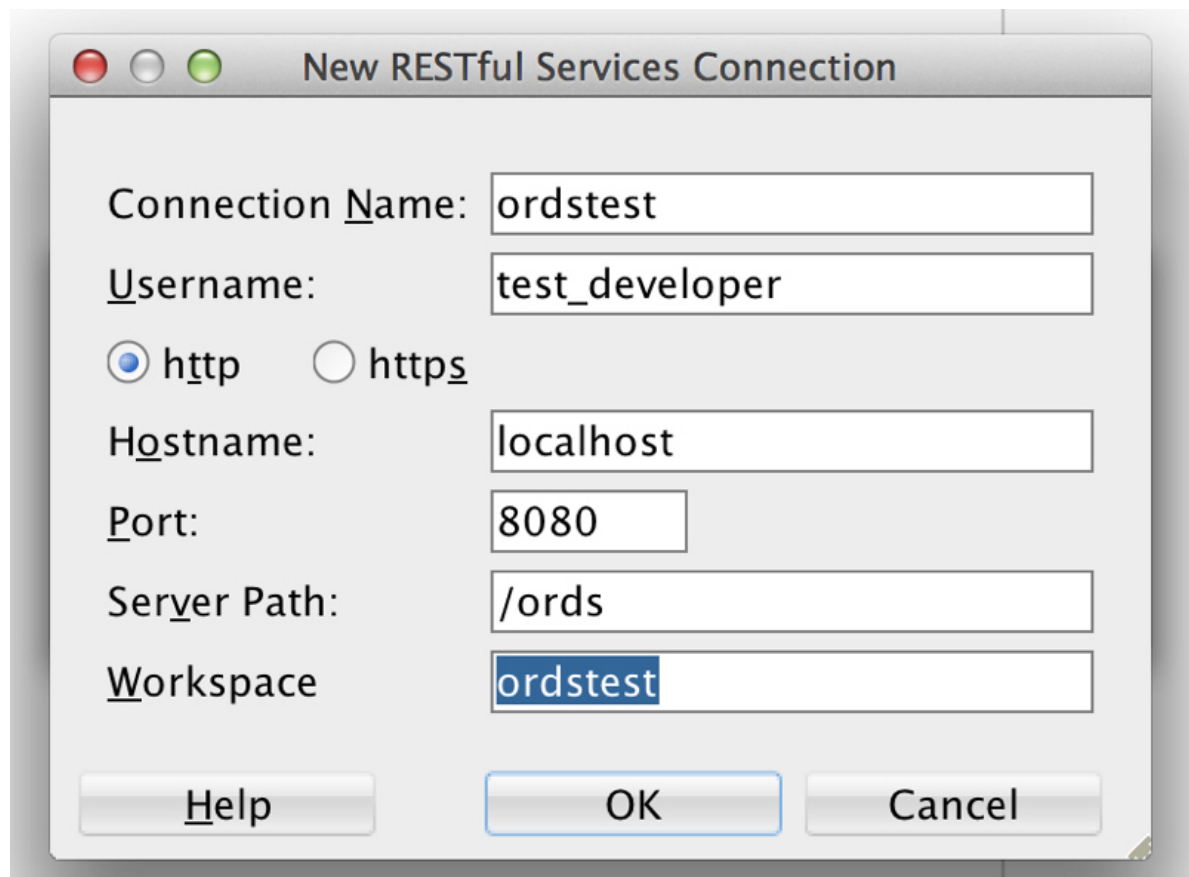 New RESTful Services Connection
Connection Name: ordstest
Username: test_developer
http https
Hostname: localhost
Port: 8080
Server Path: /ords
Workspace ordstest
Help OK Cancel